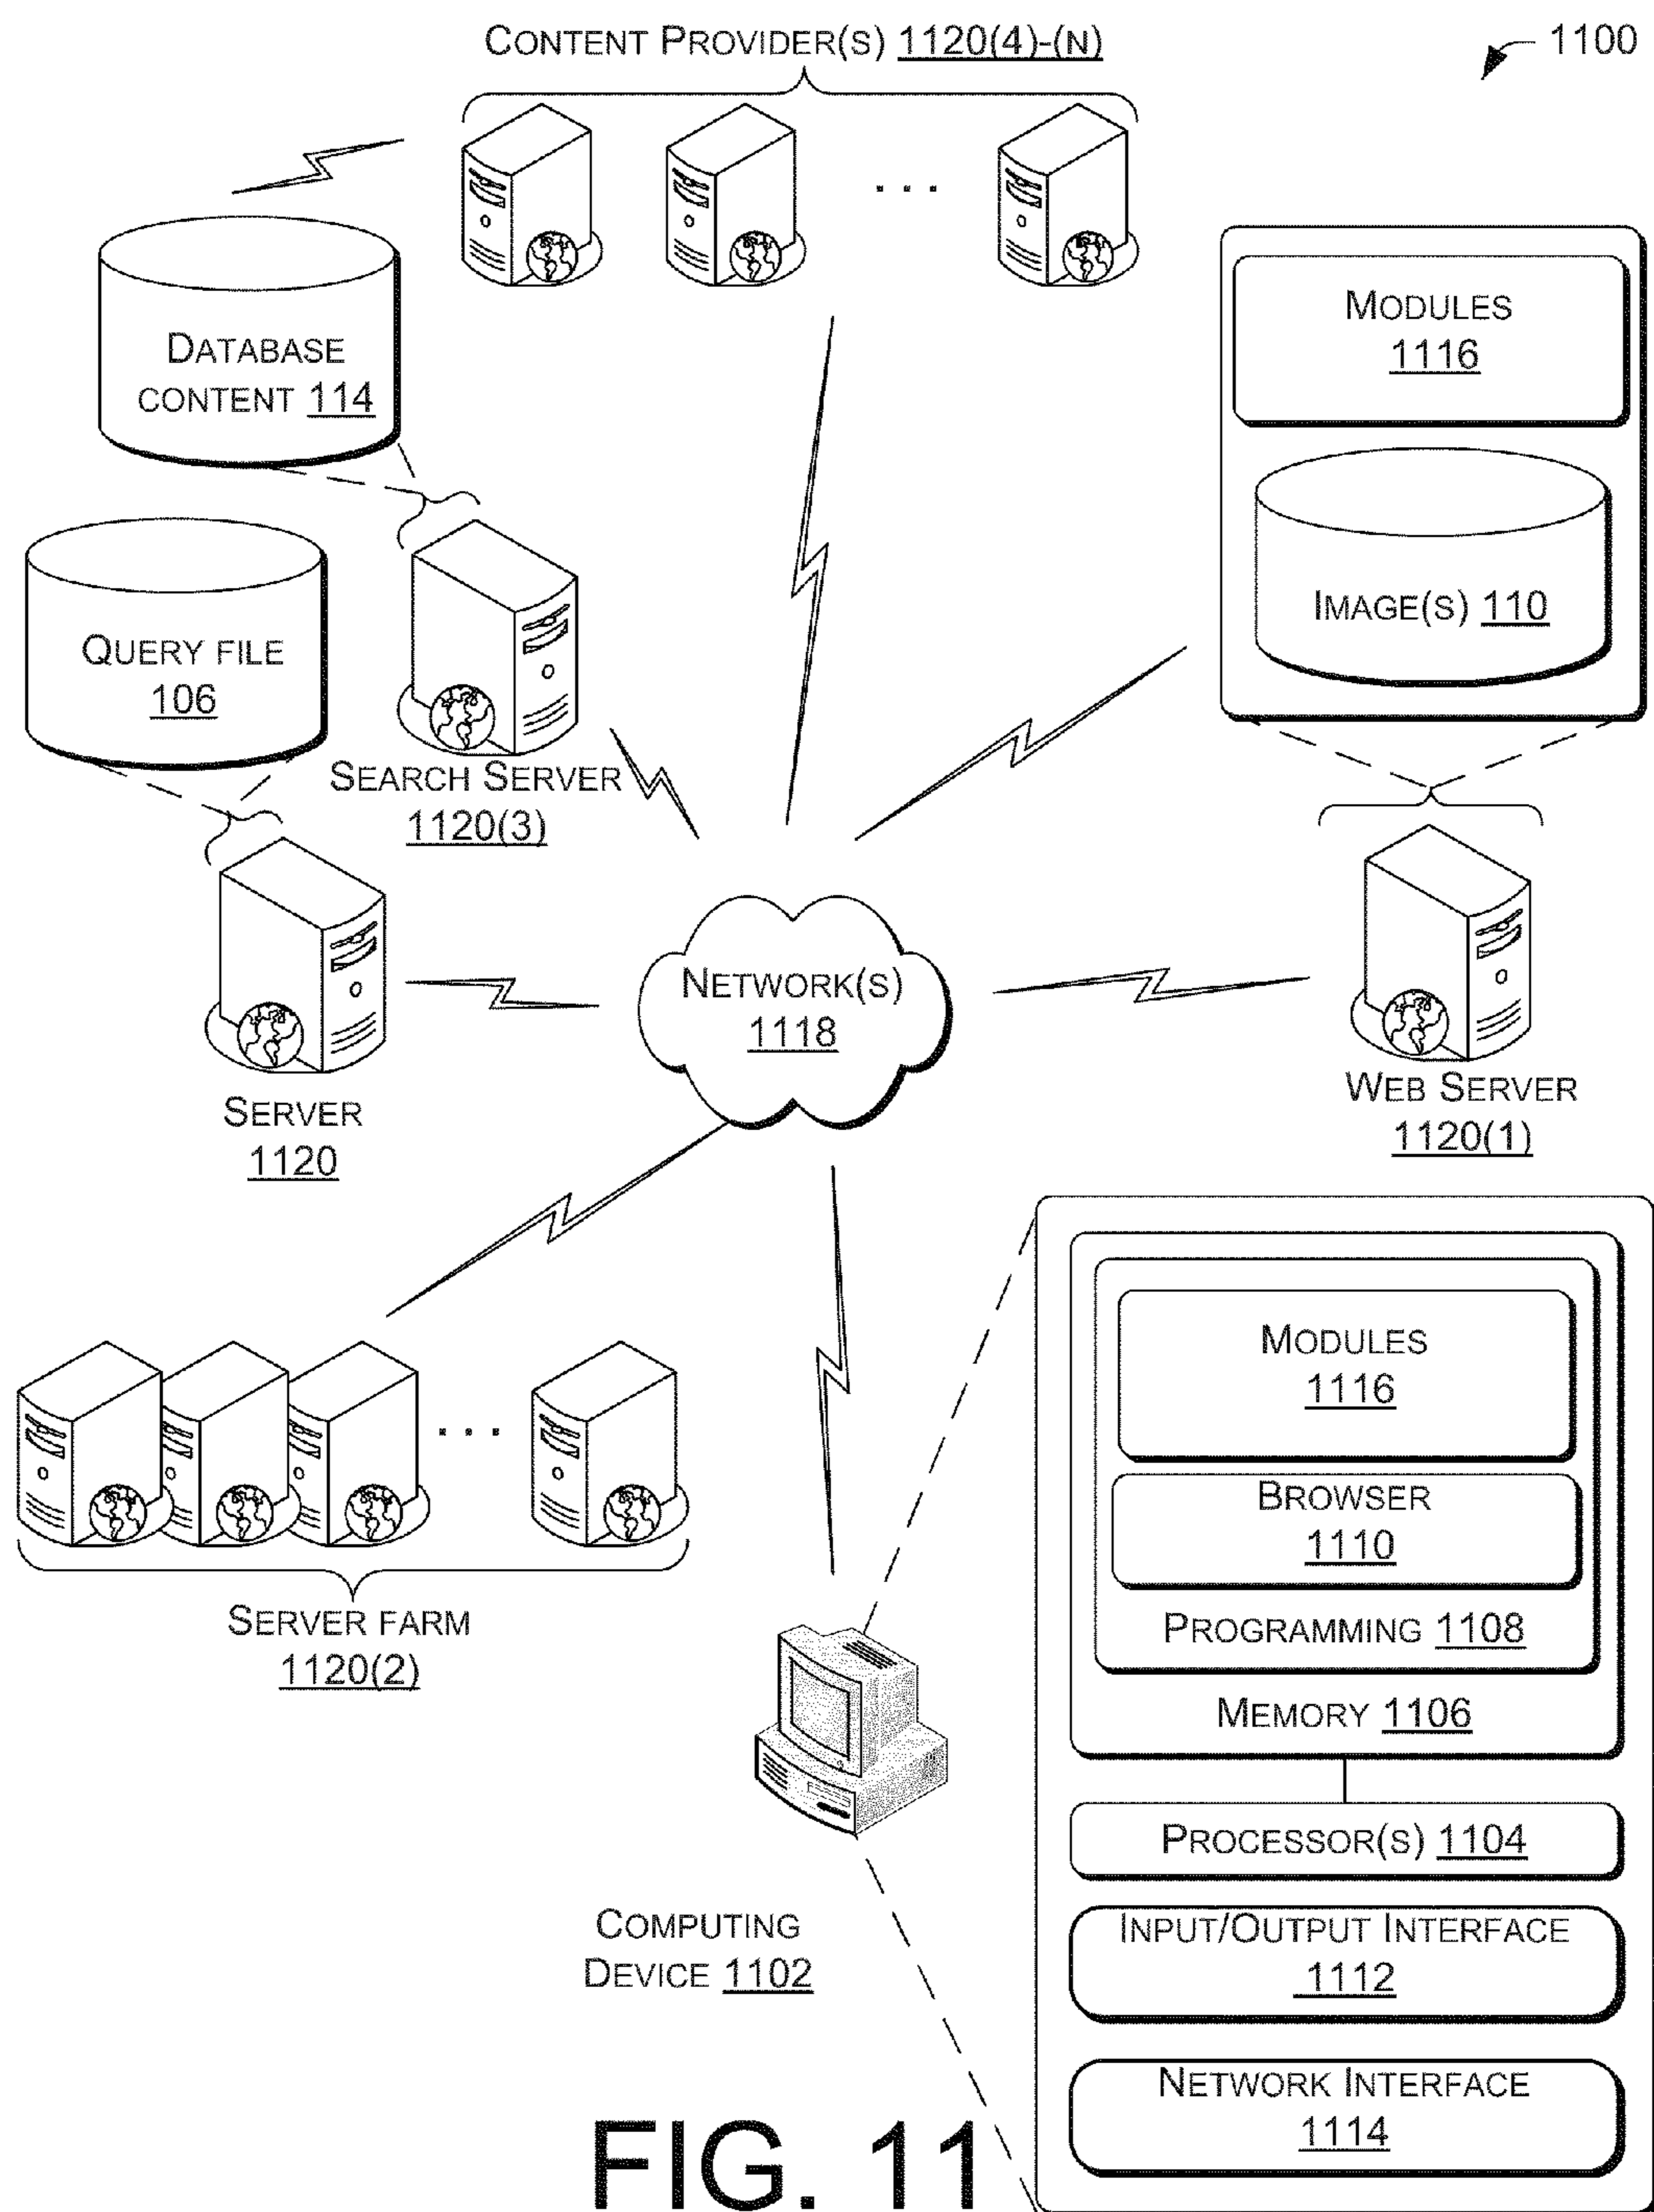 CONTENT PROVIDER(S) 1120(4)-(N)
1100
DATABASE
CONTENT 114
MODULES
1116
IMAGE(S) 110
QUERY FILE
106
SEARCH SERVER
1120(3)
NETWORK(S)
1118
SERVER
1120
WEB SERVER
1120(1)
SERVER FARM
1120(2)
COMPUTING
DEVICE 1102
MODULES
1116
BROWSER
1110
PROGRAMMING 1108
MEMORY 1106
PROCESSOR(S) 1104
INPUT/OUTPUT INTERFACE
1112
NETWORK INTERFACE
1114
FIG. 11